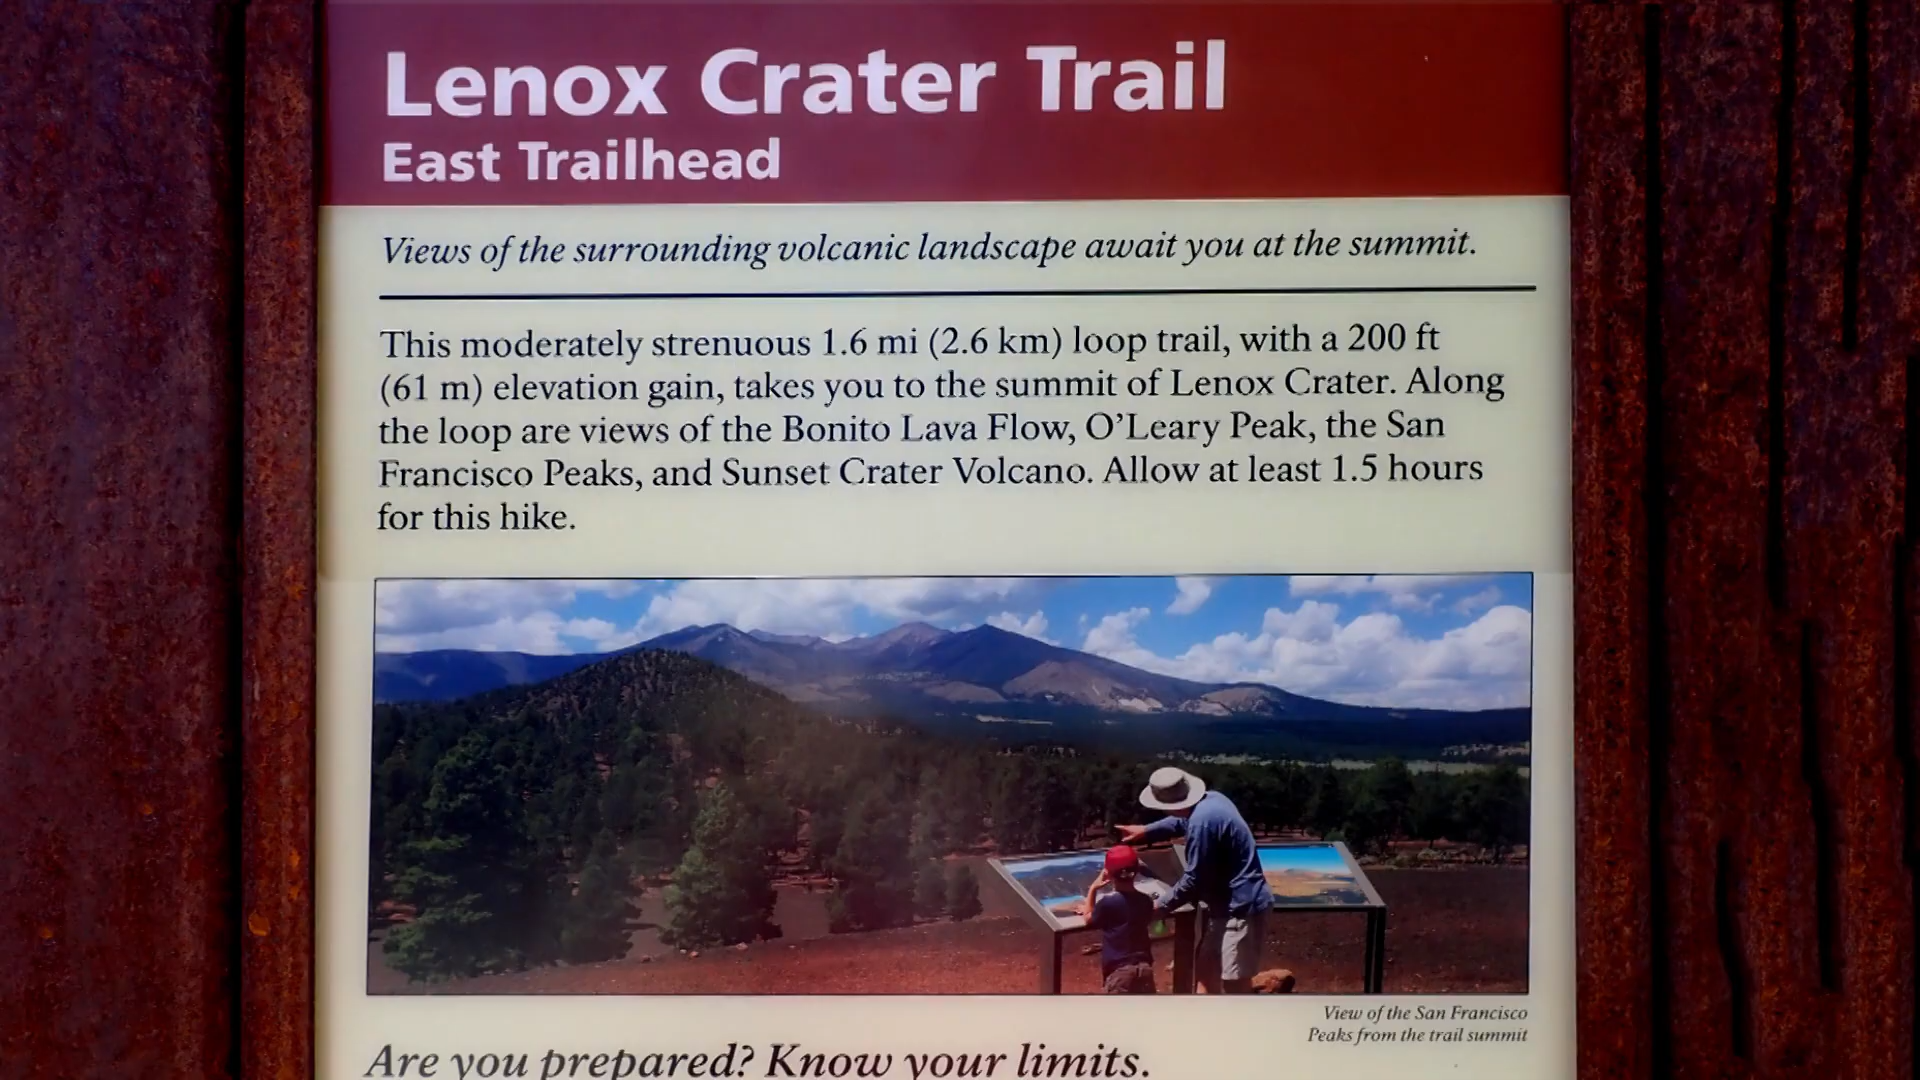 Lenox Crater Trail
East Trailhead
Views of the surrounding volcanic landscape await you at the summit.
This moderately strenuous 1.6 mi (2.6 km) loop trail, with a 200 ft
(61 m) elevation gain, takes you to the summit of Lenox Crater. Along
the loop are views of the Bonito Lava Flow, O’Leary Peak, the San
Francisco Peaks, and Sunset Crater Volcano. Allow at least 1.5 hours
for this hike.
View of the San Francisco
Peaks from the trail summit
Are you prepared? Know your limits.